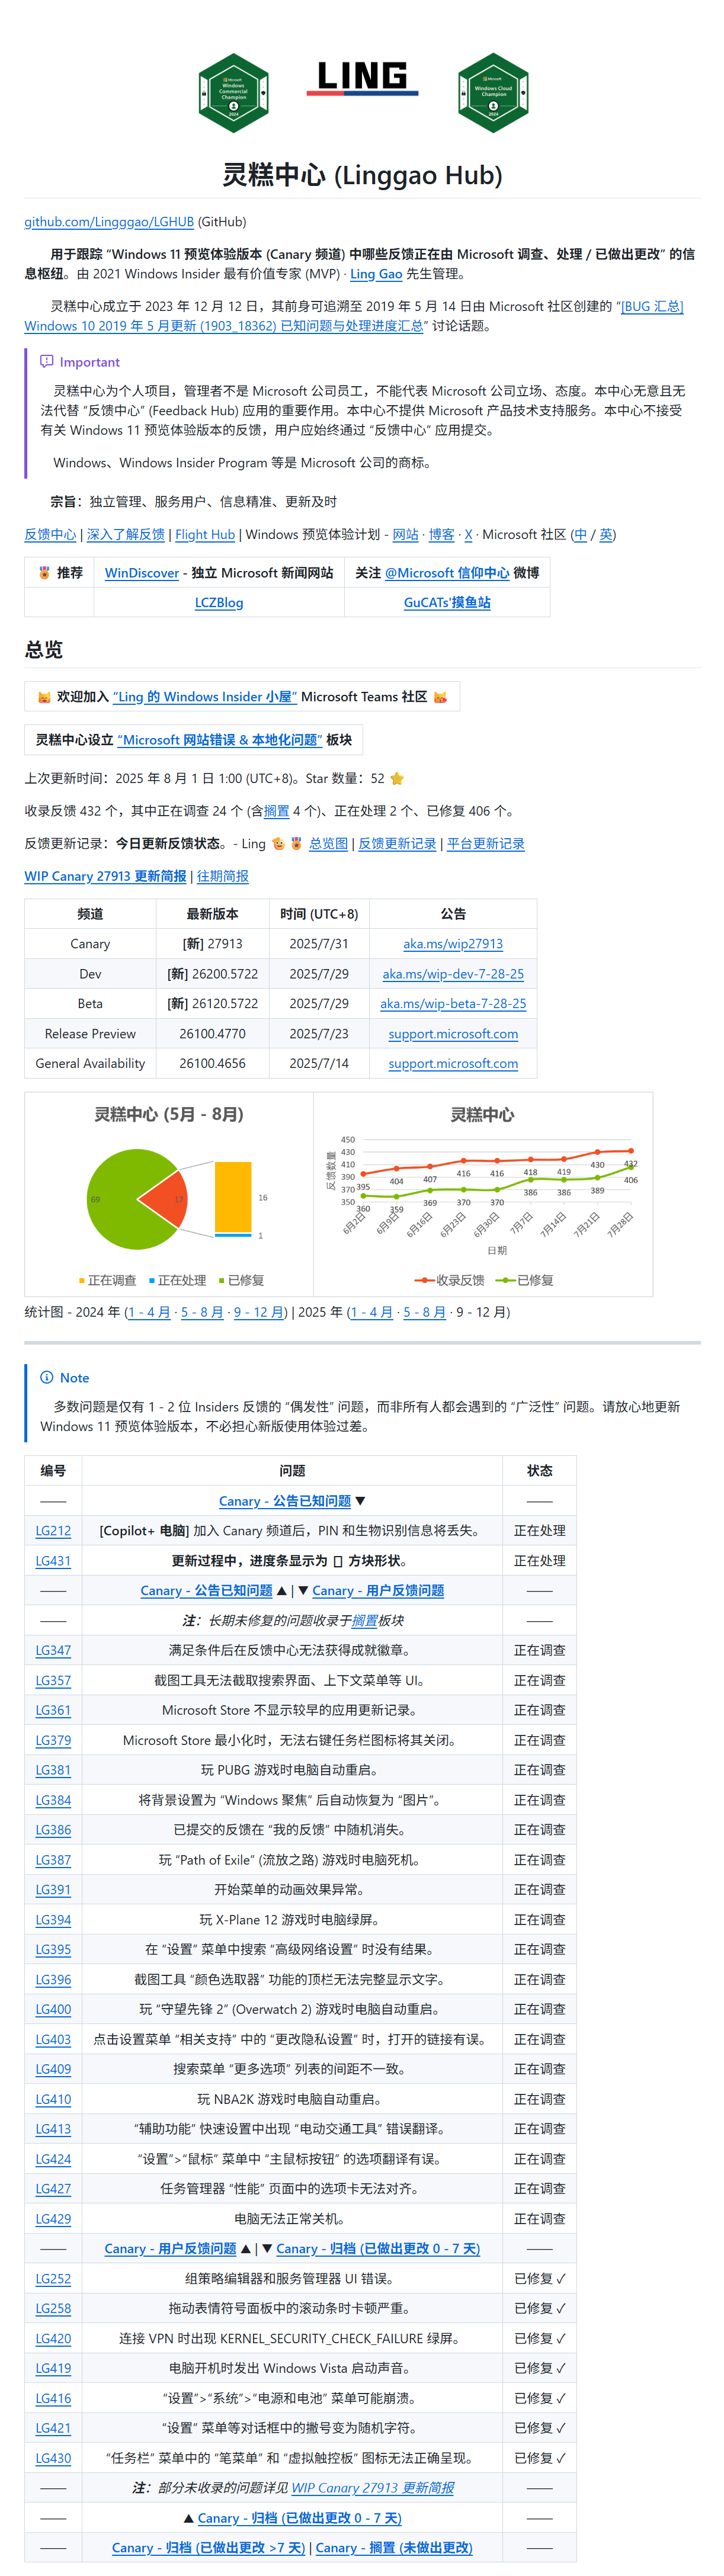 Microsoft
Windows
Commercial
Champion
2024
LING
Microsoft
Windows Cloud
Champion
2024
灵糕中心 (Linggao Hub)
github.com/Lingggao/LGHUB (GitHub)
用于跟踪 “Windows 11 预览体验版本 (Canary 频道) 中哪些反馈正在由 Microsoft 调查、处理 / 已做出更改” 的信
息枢纽。由 2021 Windows Insider 最有价值专家 (MVP) · Ling Gao 先生管理。
灵糕中心成立于 2023 年 12 月 12 日，其前身可追溯至 2019 年 5 月 14 日由 Microsoft 社区创建的 “[BUG 汇总]
Windows 10 2019 年 5 月更新 (1903_18362) 已知问题与处理进度汇总” 讨论话题。
Important
灵糕中心为个人项目，管理者不是 Microsoft 公司员工，不能代表 Microsoft 公司立场、态度。本中心无意且无
法代替 “反馈中心” (Feedback Hub) 应用的重要作用。本中心不提供 Microsoft 产品技术支持服务。本中心不接受
有关 Windows 11 预览体验版本的反馈，用户应始终通过 “反馈中心” 应用提交。
Windows、Windows Insider Program 等是 Microsoft 公司的商标。
宗旨：独立管理、服务用户、信息精准、更新及时
反馈中心 | 深入了解反馈 | Flight Hub | Windows 预览体验计划 - 网站 · 博客 · X · Microsoft 社区 (中 / 英)
🏅 推荐 WinDiscover - 独立 Microsoft 新闻网站 关注 @Microsoft 信仰中心 微博
LCZBlog GuCATs'摸鱼站
总览
欢迎加入 “Ling 的 Windows Insider 小屋” Microsoft Teams 社区
灵糕中心设立 “Microsoft 网站错误 & 本地化问题” 板块
上次更新时间：2025 年 8 月 1 日 1:00 (UTC+8)。Star 数量：52 ⭐
收录反馈 432 个，其中正在调查 24 个 (含搁置 4 个)、正在处理 2 个、已修复 406 个。
反馈更新记录：今日更新反馈状态。- Ling 🏅 总览图 | 反馈更新记录 | 平台更新记录
WIP Canary 27913 更新简报 | 往期简报
频道 最新版本 时间 (UTC+8) 公告
Canary [新] 27913 2025/7/31 aka.ms/wip27913
Dev [新] 26200.5722 2025/7/29 aka.ms/wip-dev-7-28-25
Beta [新] 26120.5722 2025/7/29 aka.ms/wip-beta-7-28-25
Release Preview 26100.4770 2025/7/23 support.microsoft.com
General Availability 26100.4656 2025/7/14 support.microsoft.com
灵糕中心 (5月 - 8月)
69 17 16
1
正在调查 正在处理 已修复
灵糕中心
反馈数量
450
430
410
390
370
350
395 404 407 416 416 418 419 430 432
360 359 369 370 370 386 386 389 406
6月2日 6月9日 6月16日 6月23日 6月30日 7月7日 7月14日 7月21日 7月28日
日期
收录反馈 已修复
统计图 - 2024 年 (1 - 4 月 · 5 - 8 月 · 9 - 12 月) | 2025 年 (1 - 4 月 · 5 - 8 月 · 9 - 12 月)
Note
多数问题是仅有 1 - 2 位 Insiders 反馈的 “偶发性” 问题，而非所有人都会遇到的 “广泛性” 问题。请放心地更新
Windows 11 预览体验版本，不必担心新版使用体验过差。
编号 问题 状态
—— Canary - 公告已知问题 ▼ ——
LG212 [Copilot+ 电脑] 加入 Canary 频道后，PIN 和生物识别信息将丢失。 正在处理
LG431 更新过程中，进度条显示为 ▯ 方块形状。 正在处理
—— Canary - 公告已知问题 ▲ | ▼ Canary - 用户反馈问题 ——
—— 注：长期未修复的问题收录于搁置板块 ——
LG347 满足条件后在反馈中心无法获得成就徽章。 正在调查
LG357 截图工具无法截取搜索界面、上下文菜单等 UI。 正在调查
LG361 Microsoft Store 不显示较早的应用更新记录。 正在调查
LG379 Microsoft Store 最小化时，无法右键任务栏图标将其关闭。 正在调查
LG381 玩 PUBG 游戏时电脑自动重启。 正在调查
LG384 将背景设置为 “Windows 聚焦” 后自动恢复为 “图片”。 正在调查
LG386 已提交的反馈在 “我的反馈” 中随机消失。 正在调查
LG387 玩 “Path of Exile” (流放之路) 游戏时电脑死机。 正在调查
LG391 开始菜单的动画效果异常。 正在调查
LG394 玩 X-Plane 12 游戏时电脑绿屏。 正在调查
LG395 在 “设置” 菜单中搜索 “高级网络设置” 时没有结果。 正在调查
LG396 截图工具 “颜色选取器” 功能的顶栏无法完整显示文字。 正在调查
LG400 玩 “守望先锋 2” (Overwatch 2) 游戏时电脑自动重启。 正在调查
LG403 点击设置菜单 “相关支持” 中的 “更改隐私设置” 时，打开的链接有误。 正在调查
LG409 搜索菜单 “更多选项” 列表的间距不一致。 正在调查
LG410 玩 NBA2K 游戏时电脑自动重启。 正在调查
LG413 “辅助功能” 快速设置中出现 “电动交通工具” 错误翻译。 正在调查
LG424 “设置”>“鼠标” 菜单中 “主鼠标按钮” 的选项翻译有误。 正在调查
LG427 任务管理器 “性能” 页面中的选项卡无法对齐。 正在调查
LG429 电脑无法正常关机。 正在调查
—— Canary - 用户反馈问题 ▲ | ▼ Canary - 归档 (已做出更改 0 - 7 天) ——
LG252 组策略编辑器和服务管理器 UI 错误。 已修复 ✓
LG258 拖动表情符号面板中的滚动条时卡顿严重。 已修复 ✓
LG420 连接 VPN 时出现 KERNEL_SECURITY_CHECK_FAILURE 绿屏。 已修复 ✓
LG419 电脑开机时发出 Windows Vista 启动声音。 已修复 ✓
LG416 “设置”>“系统”>“电源和电池” 菜单可能崩溃。 已修复 ✓
LG421 “设置” 菜单等对话框中的撇号变为随机字符。 已修复 ✓
LG430 “任务栏” 菜单中的 “笔菜单” 和 “虚拟触控板” 图标无法正确呈现。 已修复 ✓
—— 注：部分未收录的问题详见 WIP Canary 27913 更新简报 ——
—— ▲ Canary - 归档 (已做出更改 0 - 7 天) ——
—— Canary - 归档 (已做出更改 >7 天) | Canary - 搁置 (未做出更改) ——